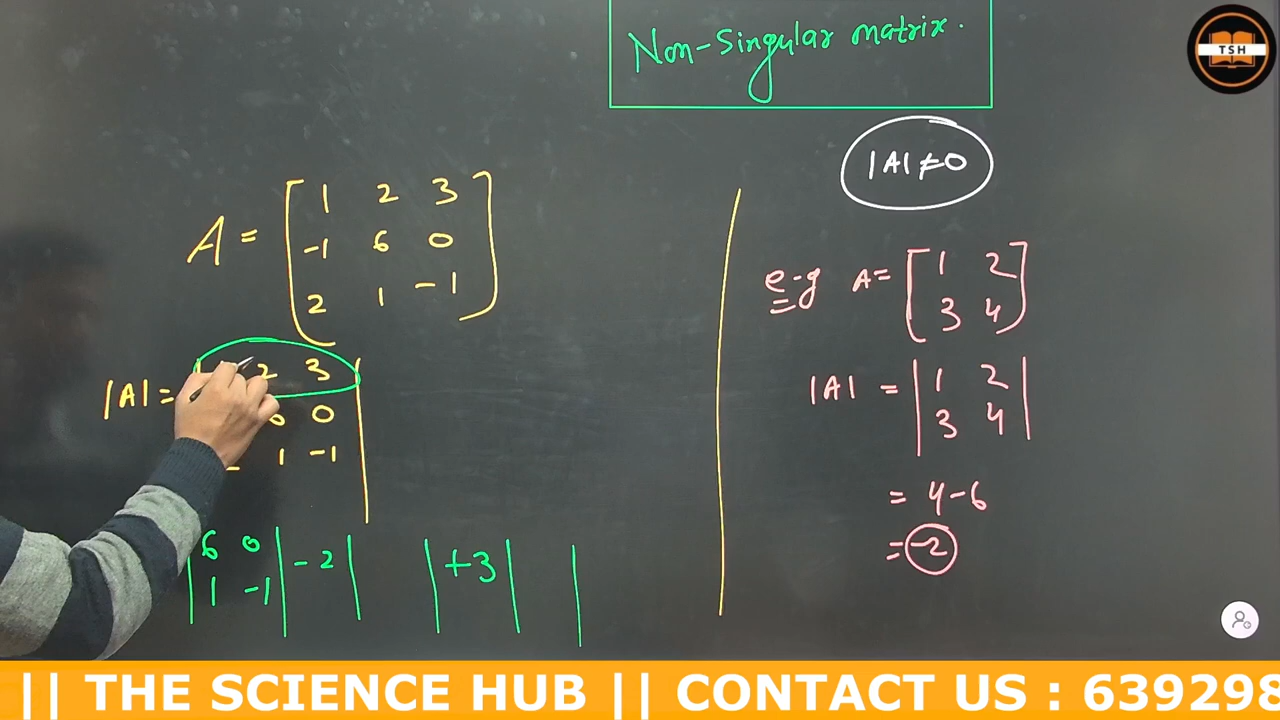 Non-Singular matrix.
TSH
|A| ≠ 0
A = [ 1 2 3
-1 6 0
2 1 -1 ]
|A| = 2 3
0
1 -1
| 6 0 | - 2 | | + 3 | |
| 1 -1 |
e.g A = [ 1 2
3 4 ]
|A| = | 1 2 |
| 3 4 |
= 4 - 6
= -2
|| THE SCIENCE HUB || CONTACT US : 639298